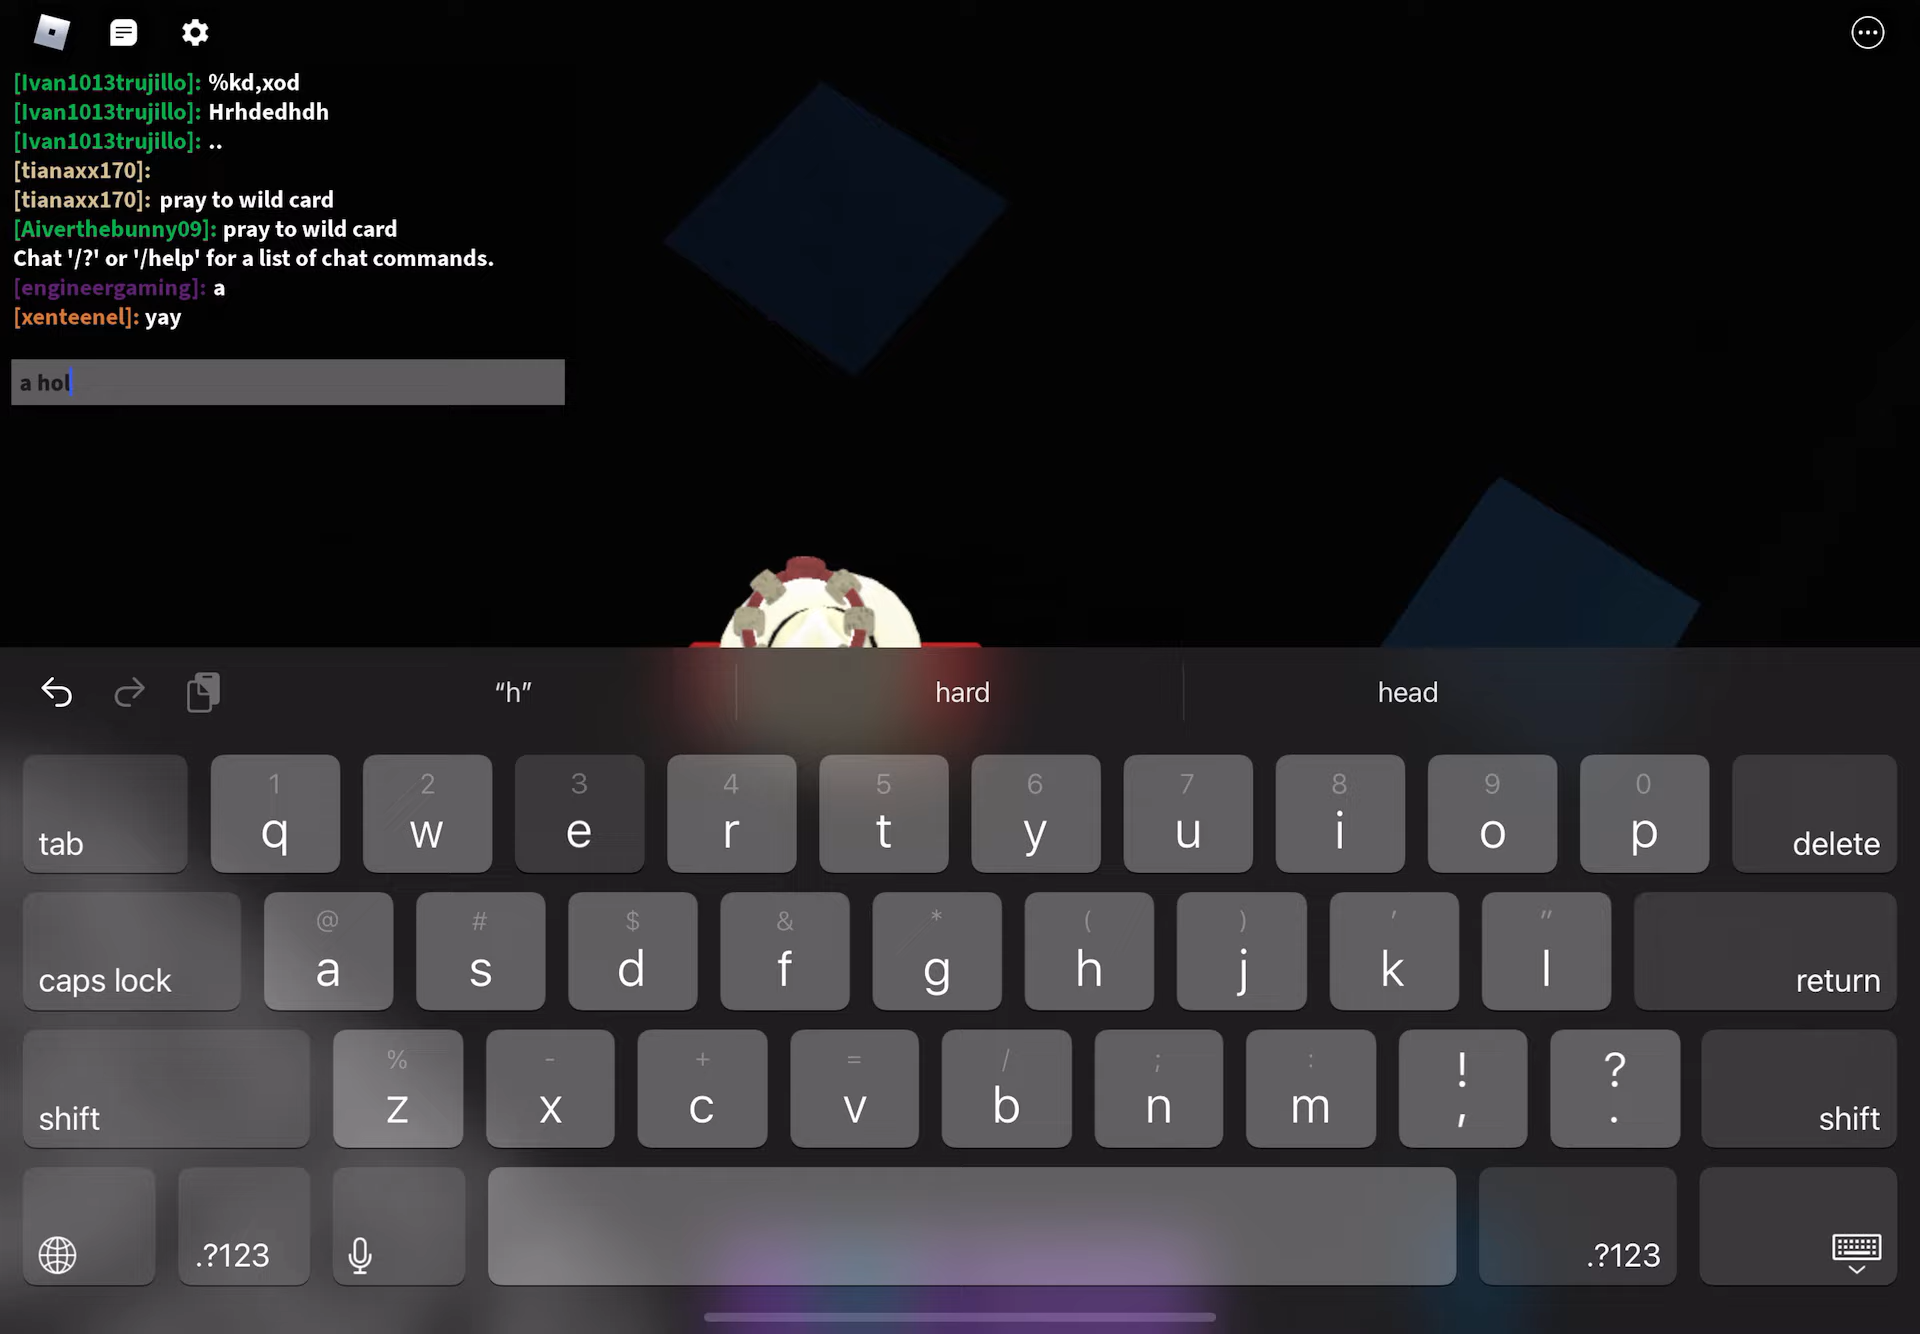 [Ivan1013trujillo]: %kd,xod
[Ivan1013trujillo]: Hrhdedhdh
[Ivan1013trujillo]: ..
[tianaxx170]:
[tianaxx170]: pray to wild card
[Aiverthebunny09]: pray to wild card
Chat '/?' or '/help' for a list of chat commands.
[engineergaming]: a
[xenteenel]: yay
a hol
“h” hard head
1 2 3 4 5 6 7 8 9 0
tab q w e r t y u i o p delete
@ # $ & * ( ) ' "
caps lock a s d f g h j k l return
% - + = / ; : ! ?
shift z x c v b n m , . shift
.?123 .?123